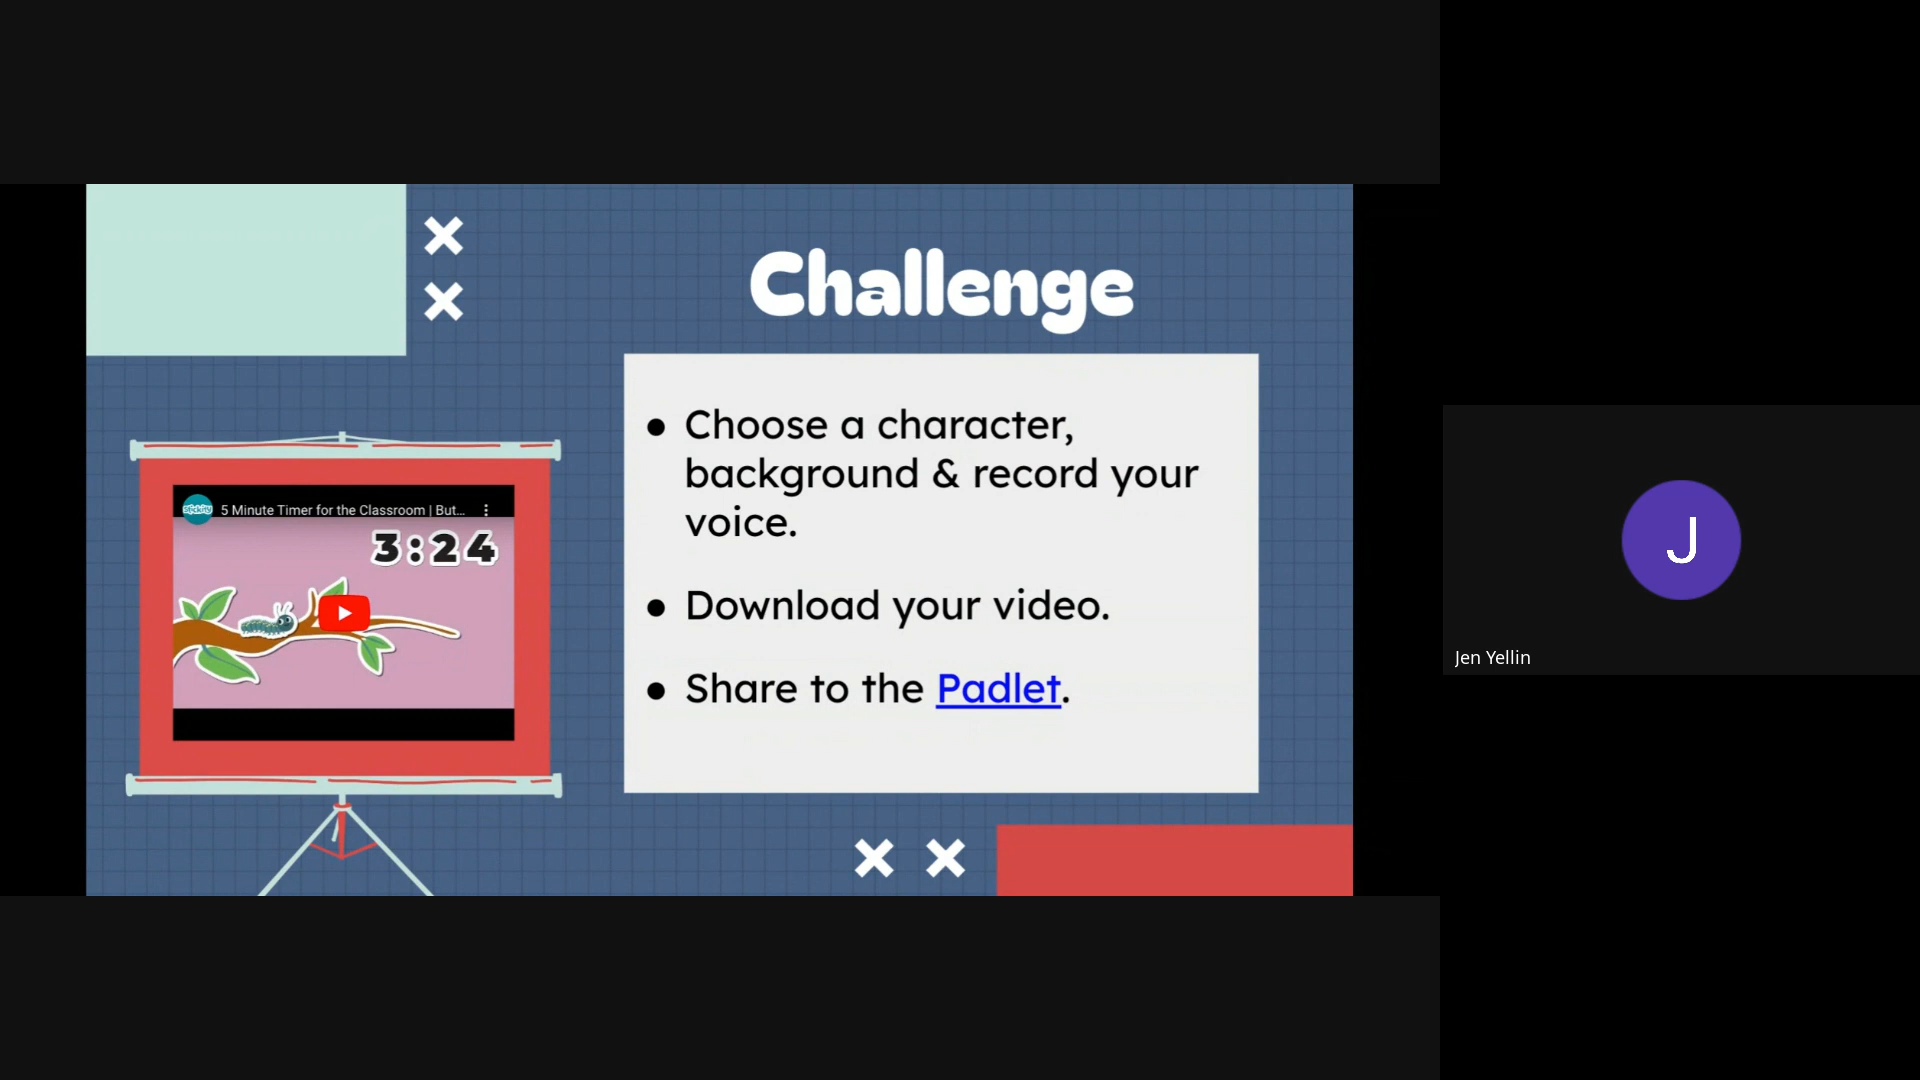 Challenge
● Choose a character,
background & record your
voice.
● Download your video.
● Share to the Padlet.
5 Minute Timer for the Classroom | But...
3:24
J
Jen Yellin